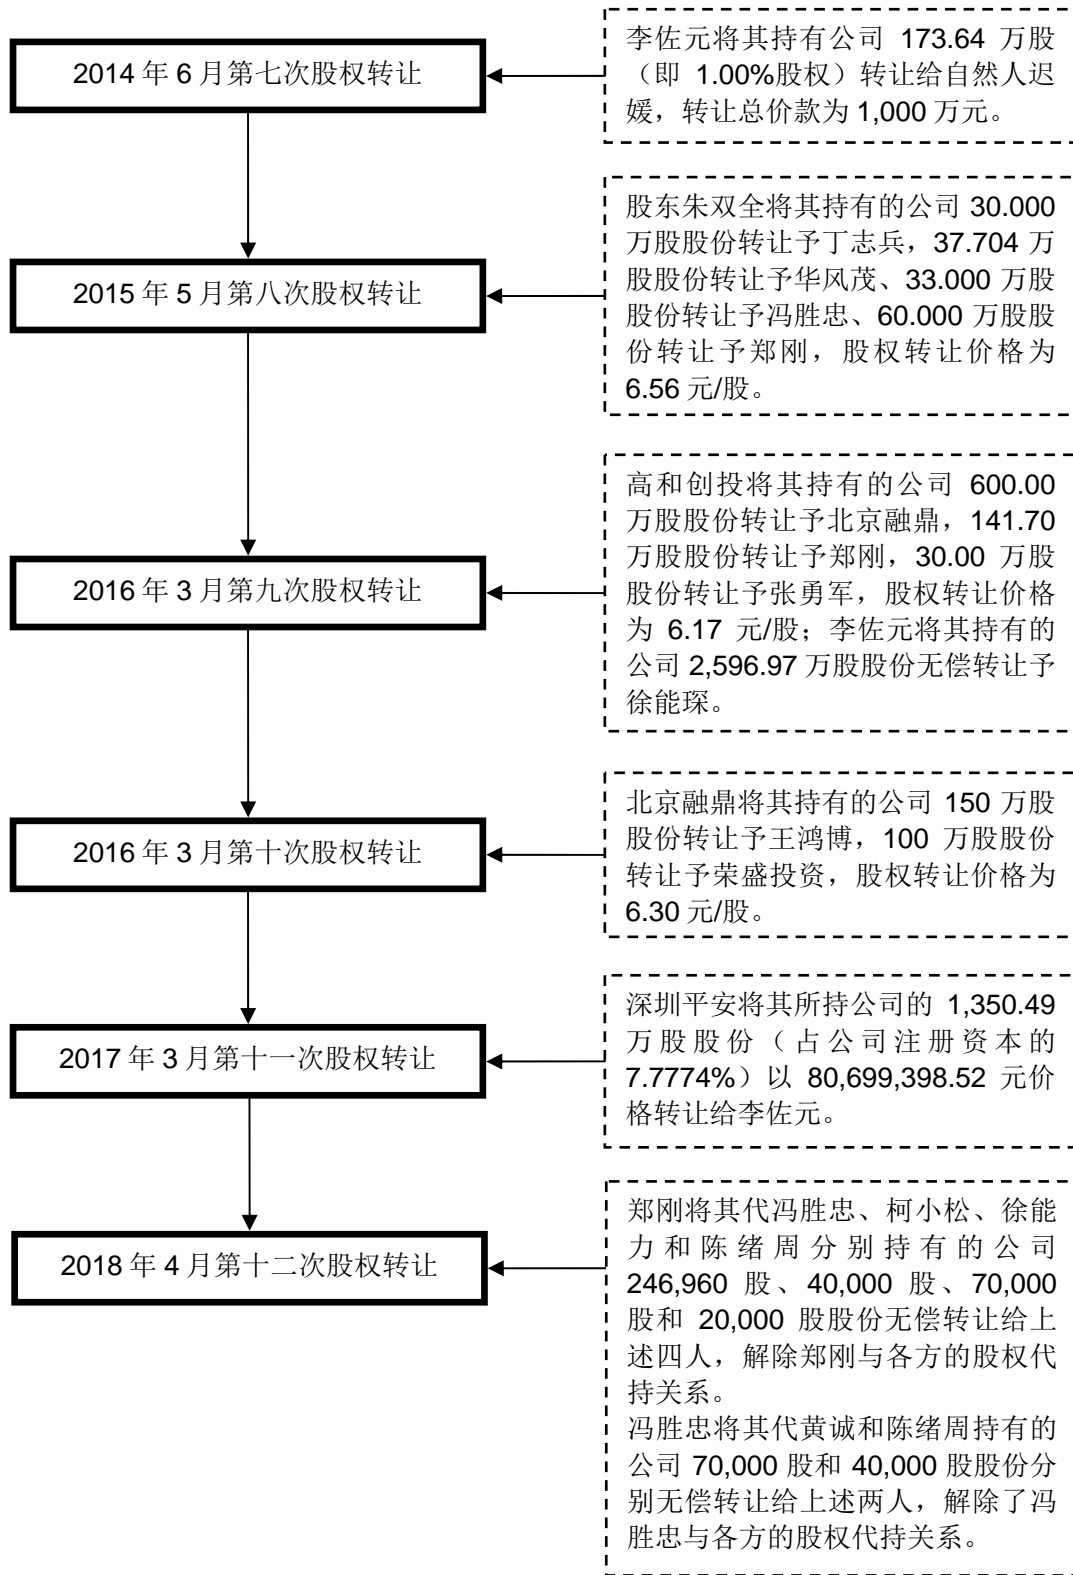 2014 年 6 月第七次股权转让
李佐元将其持有公司 173.64 万股
（即 1.00%股权）转让给自然人迟
媛，转让总价款为 1,000 万元。
2015 年 5 月第八次股权转让
股东朱双全将其持有的公司 30.000
万股股份转让予丁志兵，37.704 万
股股份转让予华风茂、33.000 万股
股份转让予冯胜忠、60.000 万股股
份转让予郑刚，股权转让价格为
6.56 元/股。
2016 年 3 月第九次股权转让
高和创投将其持有的公司 600.00
万股股份转让予北京融鼎，141.70
万股股份转让予郑刚，30.00 万股
股份转让予张勇军，股权转让价格
为 6.17 元/股；李佐元将其持有的
公司 2,596.97 万股股份无偿转让予
徐能琛。
2016 年 3 月第十次股权转让
北京融鼎将其持有的公司 150 万股
股份转让予王鸿博，100 万股股份
转让予荣盛投资，股权转让价格为
6.30 元/股。
2017 年 3 月第十一次股权转让
深圳平安将其所持公司的 1,350.49
万股股份（占公司注册资本的
7.7774%）以 80,699,398.52 元价
格转让给李佐元。
2018 年 4 月第十二次股权转让
郑刚将其代冯胜忠、柯小松、徐能
力和陈绪周分别持有的公司
246,960 股、40,000 股、70,000
股和 20,000 股股份无偿转让给上
述四人，解除郑刚与各方的股权代
持关系。
冯胜忠将其代黄诚和陈绪周持有的
公司 70,000 股和 40,000 股股份分
别无偿转让给上述两人，解除了冯
胜忠与各方的股权代持关系。